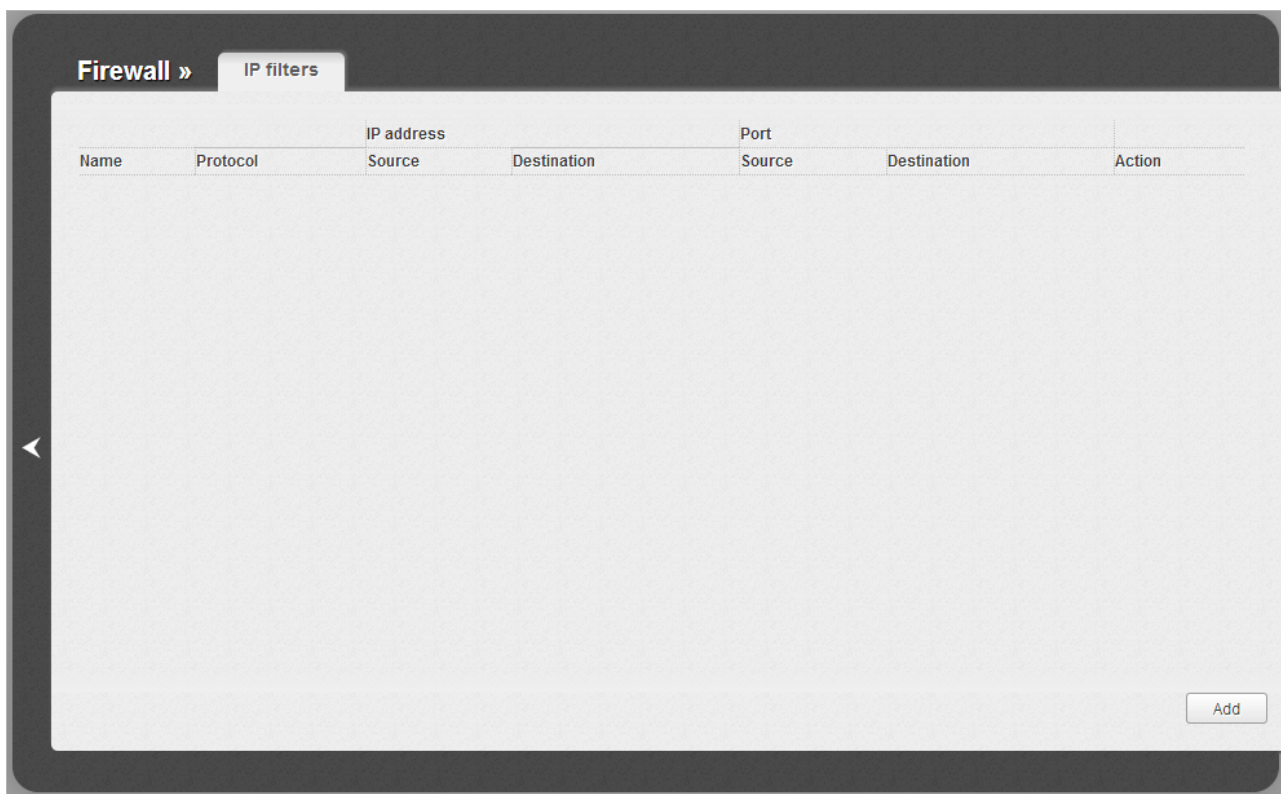 Firewall » IP filters
IP address Port
Name Protocol Source Destination Source Destination Action
Add